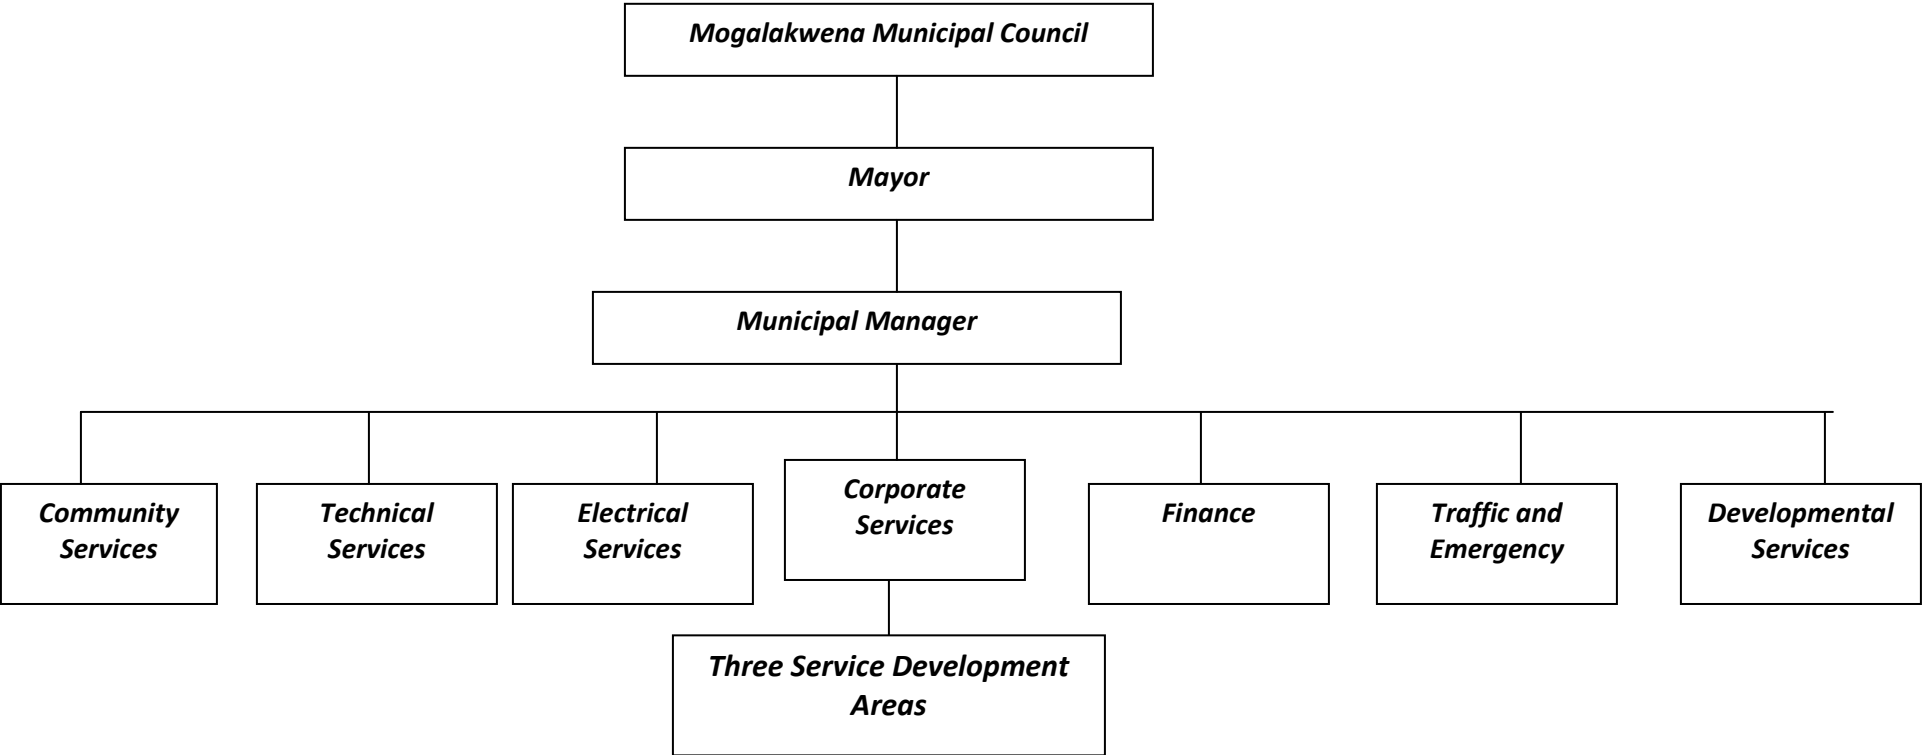 Mogalakwena Municipal Council
Mayor
Municipal Manager
Community
Services
Technical
Services
Electrical
Services
Corporate
Services
Finance
Traffic and
Emergency
Developmental
Services
Three Service Development
Areas